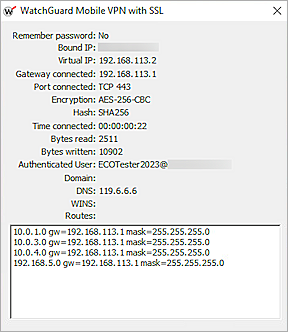 WatchGuard Mobile VPN with SSL
Remember password: No
Bound IP:
Virtual IP: 192.168.113.2
Gateway connected: 192.168.113.1
Port connected: TCP 443
Encryption: AES-256-CBC
Hash: SHA256
Time connected: 00:00:00:22
Bytes read: 2511
Bytes written: 10902
Authenticated User: ECOTester2023@
Domain:
DNS: 119.6.6.6
WINS:
Routes:
10.0.1.0 gw=192.168.113.1 mask=255.255.255.0
10.0.3.0 gw=192.168.113.1 mask=255.255.255.0
10.0.4.0 gw=192.168.113.1 mask=255.255.255.0
192.168.5.0 gw=192.168.113.1 mask=255.255.255.0